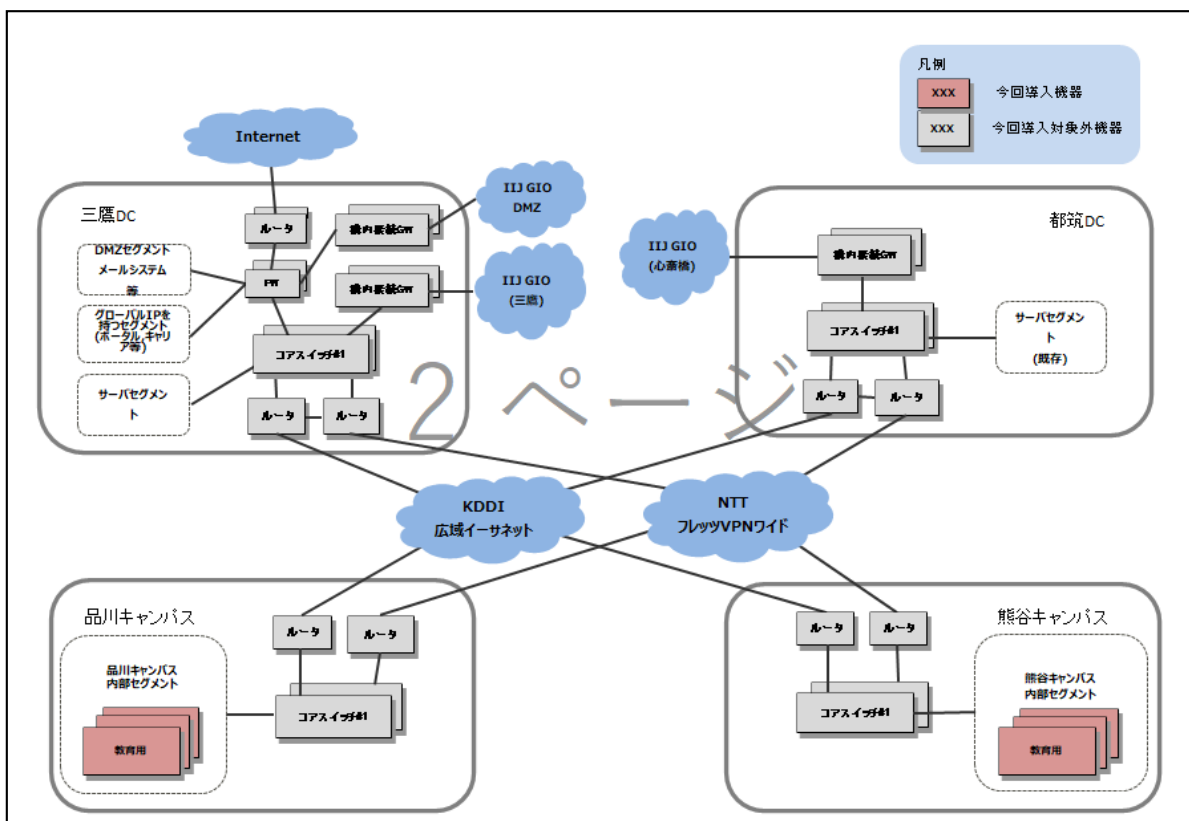 凡例
XXX
今回導入機器
XXX
今回導入対象外機器
Internet
三鷹DC
ルータ
構内接続GW
IIJ GIO
DMZ
DMZセグメント
メールシステム
等
FW
構内接続GW
IIJ GIO
(三鷹)
グローバルIPを
持つセグメント
(ポータル,キャリ
ア等)
コアスイッチ#1
サーバセグメン
ト
ルータ
ルータ
都筑DC
IIJ GIO
(心斎橋)
構内接続GW
コアスイッチ#1
サーバセグメン
ト
(既存)
ルータ
ルータ
2ページ
KDDI
広域イーサネット
NTT
フレッツVPNワイド
品川キャンパス
ルータ
ルータ
品川キャンパス
内部セグメント
コアスイッチ#1
教育用
熊谷キャンパス
ルータ
ルータ
熊谷キャンパス
内部セグメント
コアスイッチ#1
教育用